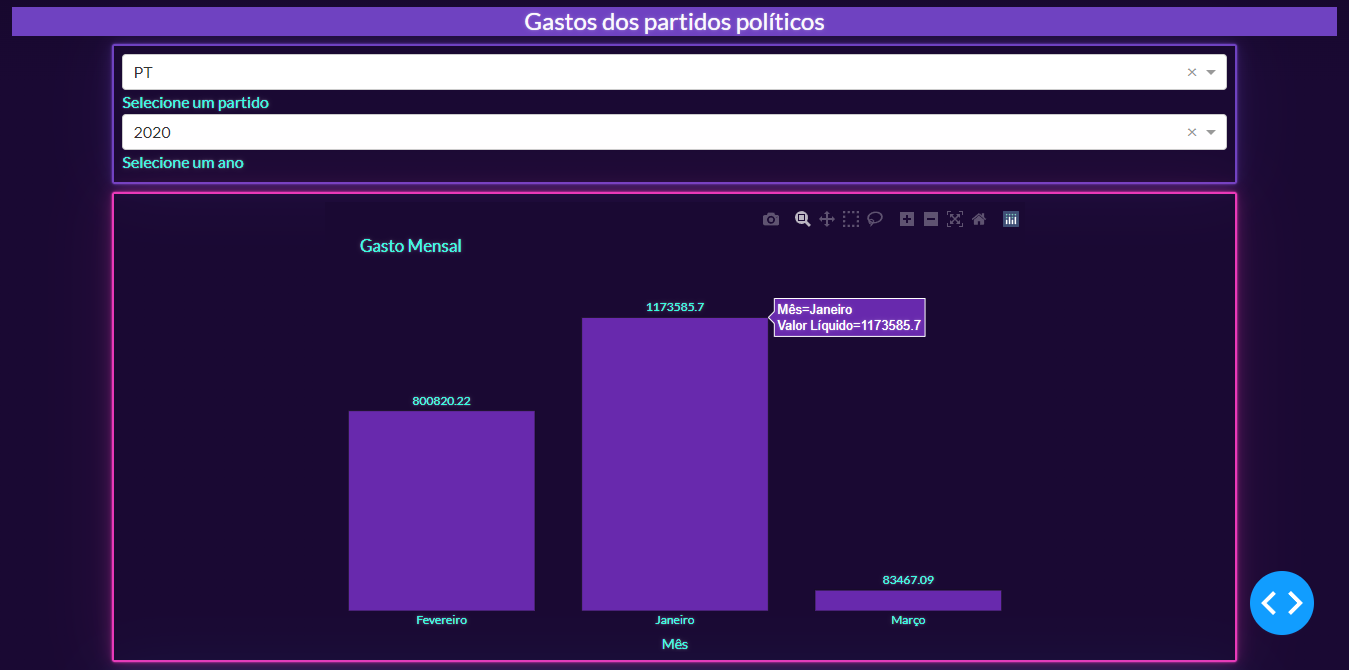 Gastos dos partidos políticos
PT
Selecione um partido
2020
Selecione um ano
Gasto Mensal
1173585.7
Mês=Janeiro
Valor Líquido=1173585.7
800820.22
83467.09
Fevereiro
Janeiro
Março
Mês